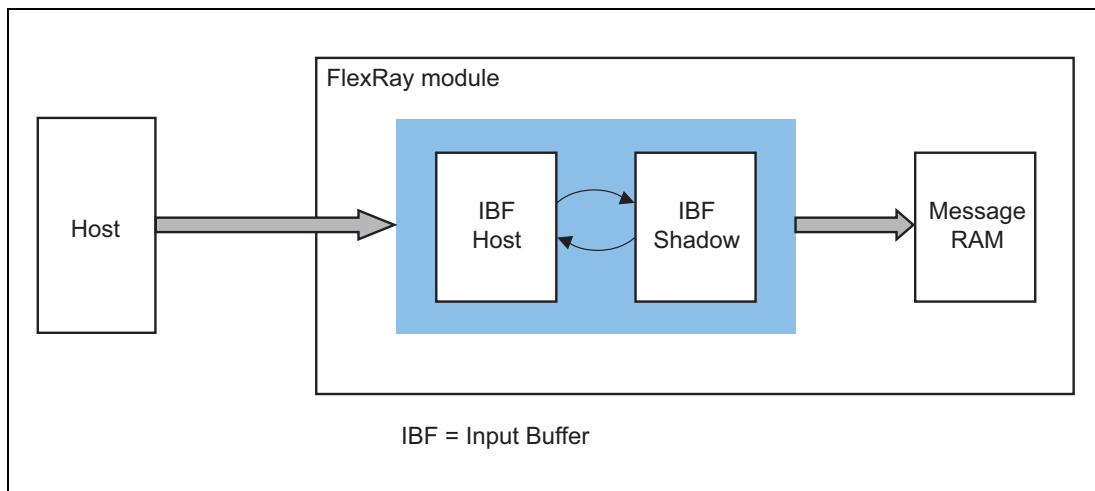 FlexRay module
Host
IBF
Host
IBF
Shadow
Message
RAM
IBF = Input Buffer